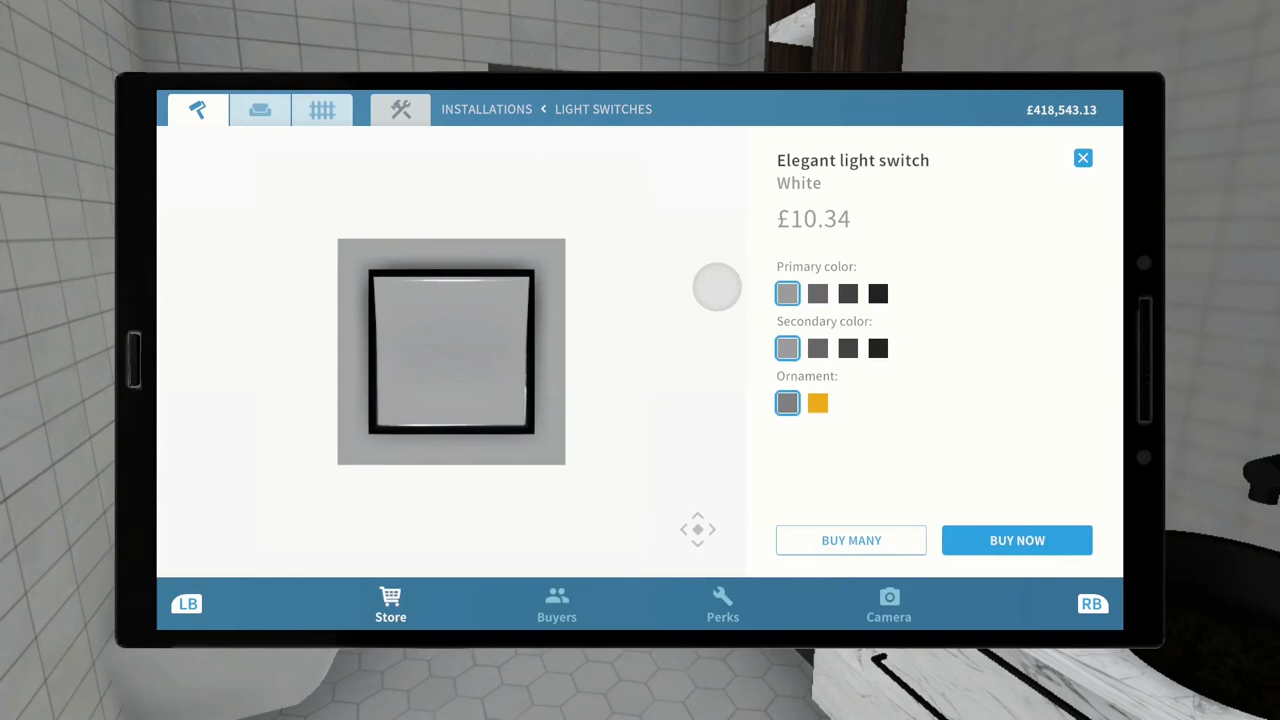 INSTALLATIONS < LIGHT SWITCHES
£418,543.13
Elegant light switch
White
£10.34
Primary color:
Secondary color:
Ornament:
BUY MANY
BUY NOW
LB
Store
Buyers
Perks
Camera
RB